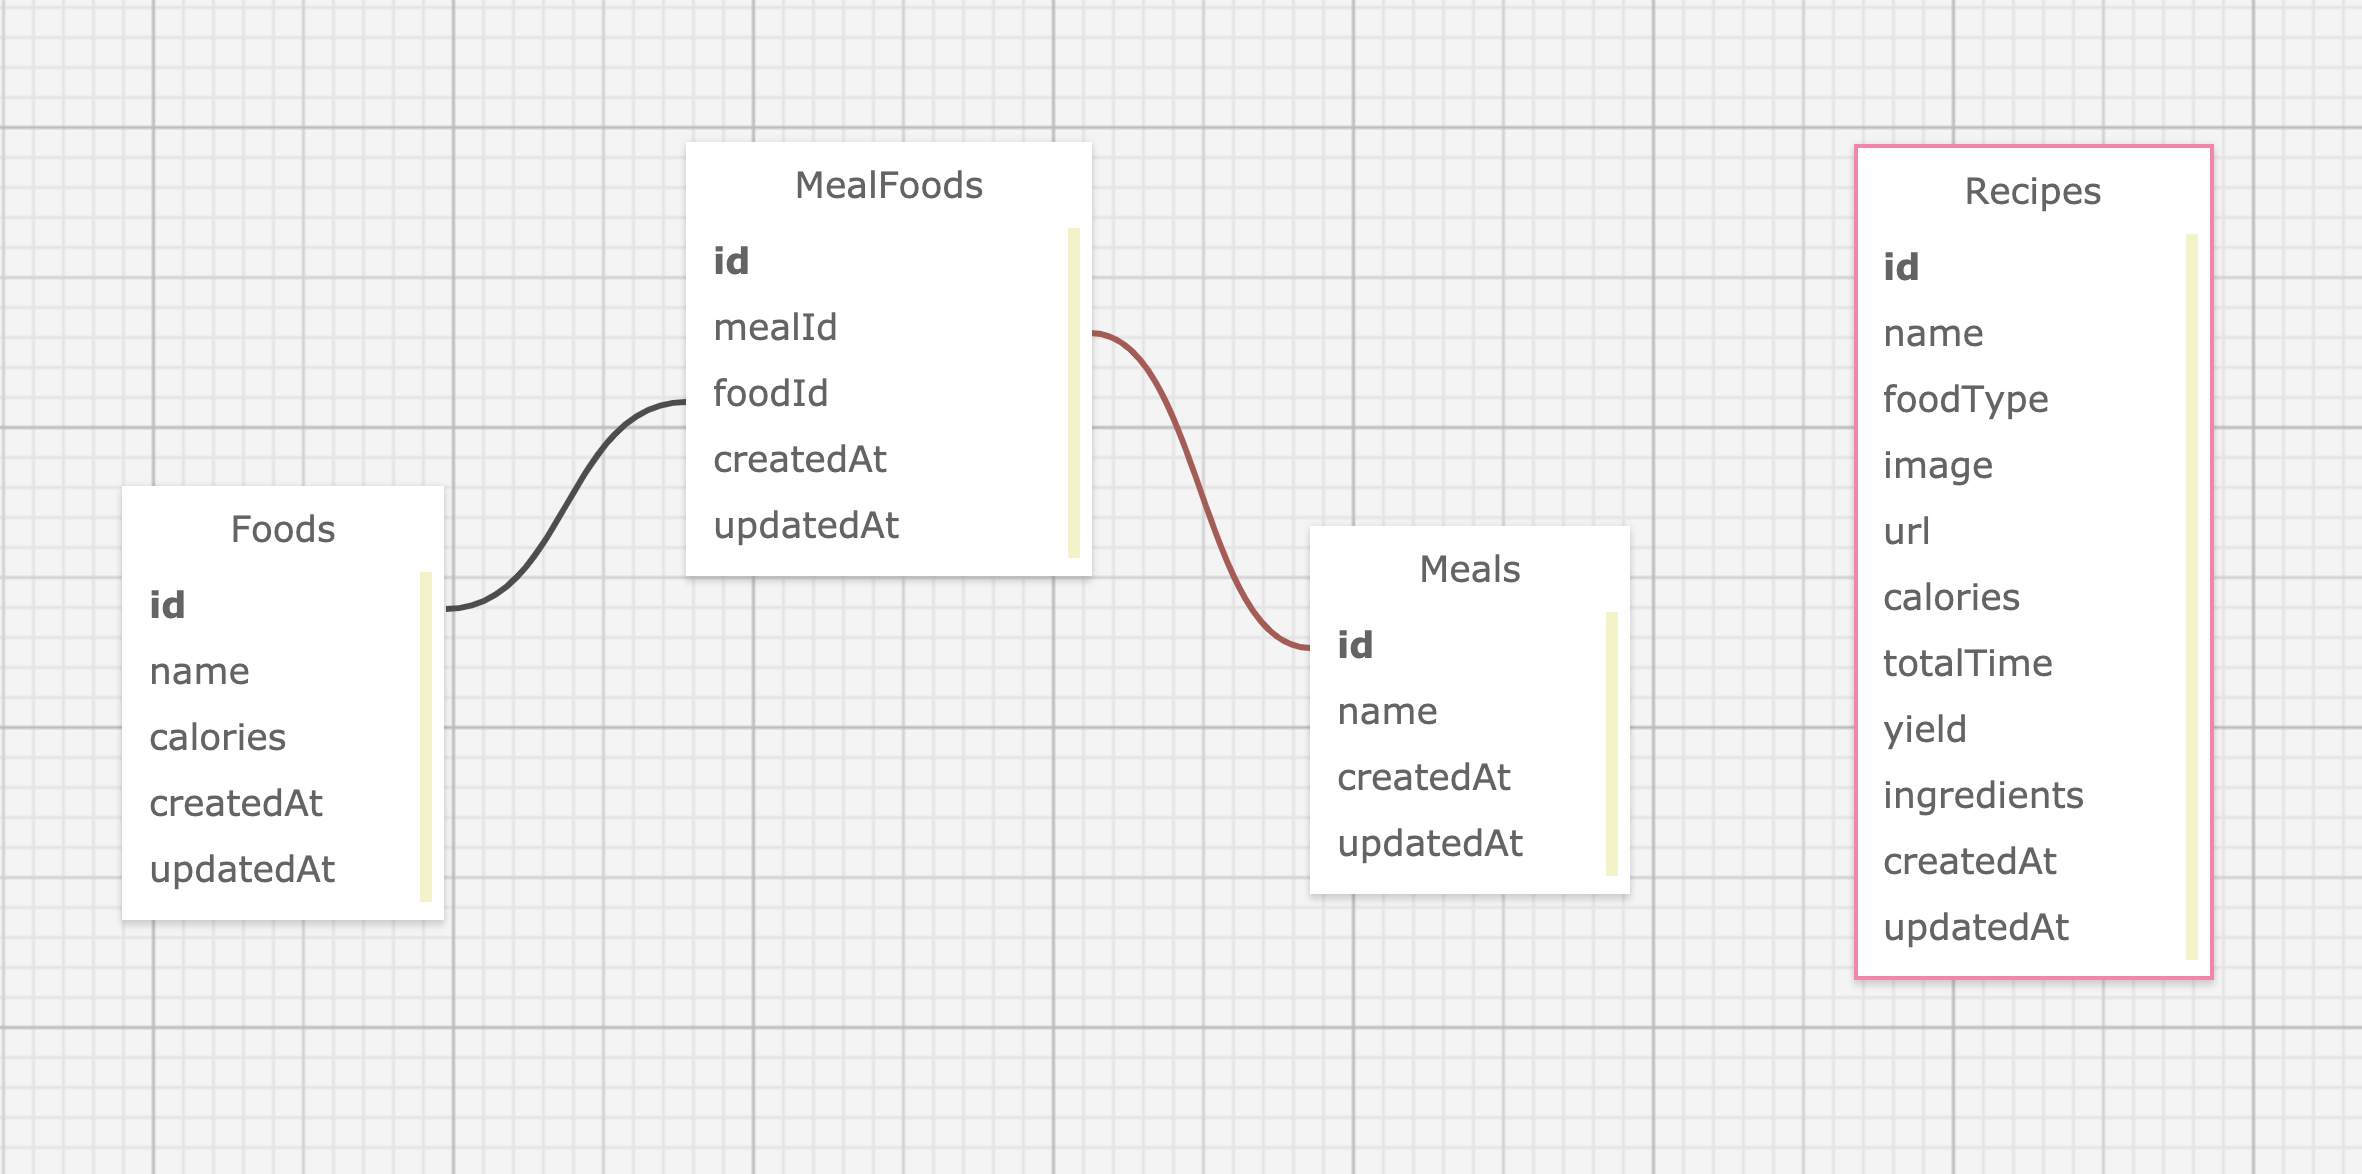 Foods
id
name
calories
createdAt
updatedAt
MealFoods
id
mealId
foodId
createdAt
updatedAt
Meals
id
name
createdAt
updatedAt
Recipes
id
name
foodType
image
url
calories
totalTime
yield
ingredients
createdAt
updatedAt